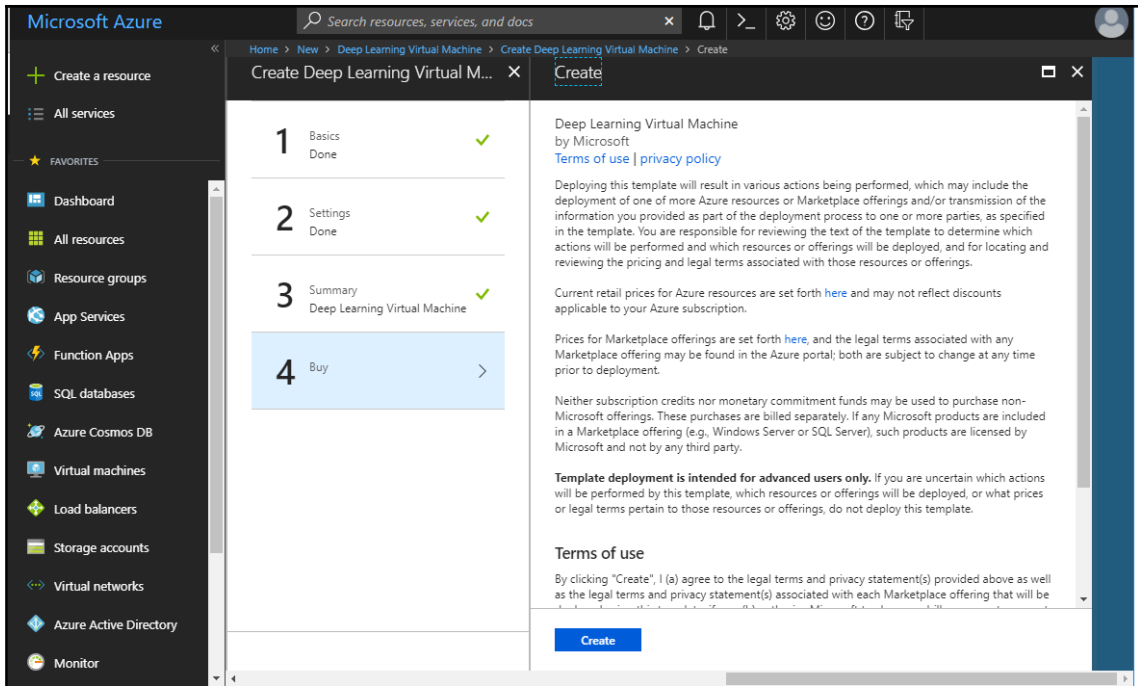 Microsoft Azure
Search resources, services, and docs
Home > New > Deep Learning Virtual Machine > Create Deep Learning Virtual Machine > Create
Create a resource
All services
FAVORITES
Dashboard
All resources
Resource groups
App Services
Function Apps
SQL databases
Azure Cosmos DB
Virtual machines
Load balancers
Storage accounts
Virtual networks
Azure Active Directory
Monitor
Create Deep Learning Virtual M...
1
Basics
Done
2
Settings
Done
3
Summary
Deep Learning Virtual Machine
4
Buy
Create
Deep Learning Virtual Machine
by Microsoft
Terms of use | privacy policy
Deploying this template will result in various actions being performed, which may include the
deployment of one of more Azure resources or Marketplace offerings and/or transmission of the
information you provided as part of the deployment process to one or more parties, as specified
in the template. You are responsible for reviewing the text of the template to determine which
actions will be performed and which resources or offerings will be deployed, and for locating and
reviewing the pricing and legal terms associated with those resources or offerings.
Current retail prices for Azure resources are set forth here and may not reflect discounts
applicable to your Azure subscription.
Prices for Marketplace offerings are set forth here, and the legal terms associated with any
Marketplace offering may be found in the Azure portal; both are subject to change at any time
prior to deployment.
Neither subscription credits nor monetary commitment funds may be used to purchase non-
Microsoft offerings. These purchases are billed separately. If any Microsoft products are included
in a Marketplace offering (e.g., Windows Server or SQL Server), such products are licensed by
Microsoft and not by any third party.
Template deployment is intended for advanced users only. If you are uncertain which actions
will be performed by this template, which resources or offerings will be deployed, or what prices
or legal terms pertain to those resources or offerings, do not deploy this template.
Terms of use
By clicking "Create", I (a) agree to the legal terms and privacy statement(s) provided above as well
as the legal terms and privacy statement(s) associated with each Marketplace offering that will be
Create